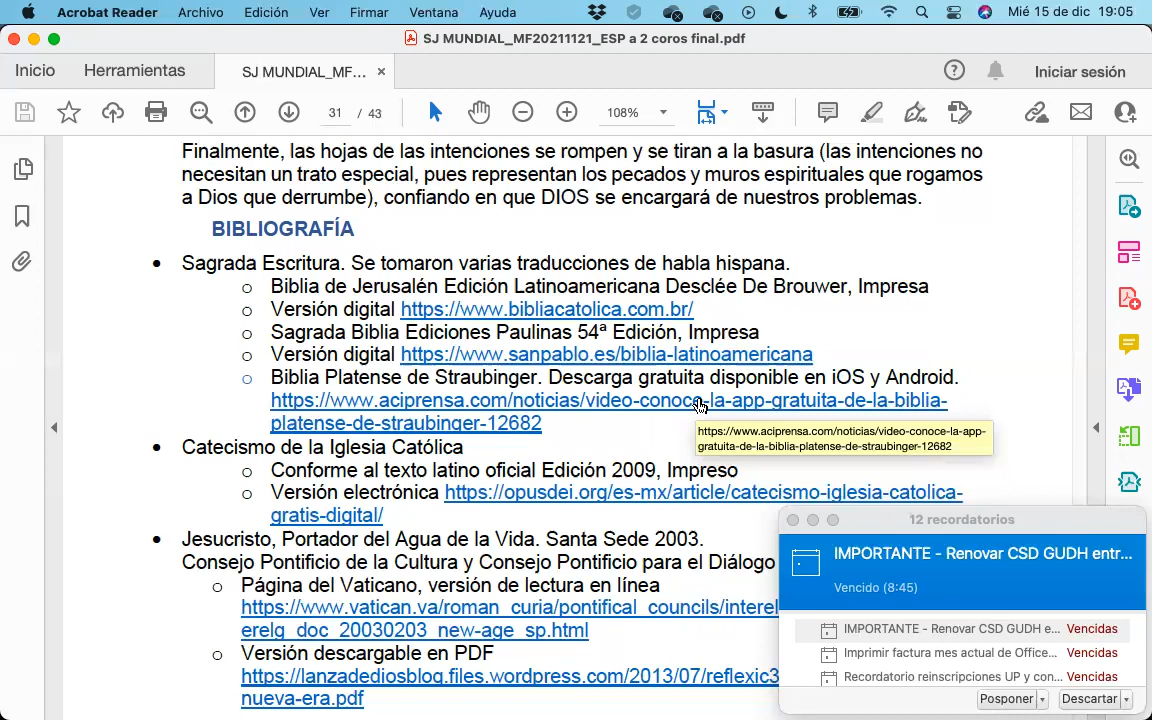 Acrobat Reader Archivo Edición Ver Firmar Ventana Ayuda Mié 15 de dic 19:05
SJ MUNDIAL_MF20211121_ESP a 2 coros final.pdf
Inicio Herramientas SJ MUNDIAL_MF... × Iniciar sesión
31 / 43 108%
Finalmente, las hojas de las intenciones se rompen y se tiran a la basura (las intenciones no
necesitan un trato especial, pues representan los pecados y muros espirituales que rogamos
a Dios que derrumbe), confiando en que DIOS se encargará de nuestros problemas.
BIBLIOGRAFÍA
• Sagrada Escritura. Se tomaron varias traducciones de habla hispana.
o Biblia de Jerusalén Edición Latinoamericana Desclée De Brouwer, Impresa
o Versión digital https://www.bibliacatolica.com.br/
o Sagrada Biblia Ediciones Paulinas 54ª Edición, Impresa
o Versión digital https://www.sanpablo.es/biblia-latinoamericana
o Biblia Platense de Straubinger. Descarga gratuita disponible en iOS y Android.
https://www.aciprensa.com/noticias/video-conoce-la-app-gratuita-de-la-biblia-
platense-de-straubinger-12682
https://www.aciprensa.com/noticias/video-conoce-la-app-
gratuita-de-la-biblia-platense-de-straubinger-12682
• Catecismo de la Iglesia Católica
o Conforme al texto latino oficial Edición 2009, Impreso
o Versión electrónica https://opusdei.org/es-mx/article/catecismo-iglesia-catolica-
gratis-digital/
• Jesucristo, Portador del Agua de la Vida. Santa Sede 2003.
Consejo Pontificio de la Cultura y Consejo Pontificio para el Diálogo
o Página del Vaticano, versión de lectura en línea
https://www.vatican.va/roman_curia/pontifical_councils/interel
erelg_doc_20030203_new-age_sp.html
o Versión descargable en PDF
https://lanzadediosblog.files.wordpress.com/2013/07/reflexic3
nueva-era.pdf
12 recordatorios
IMPORTANTE - Renovar CSD GUDH entr...
Vencido (8:45)
IMPORTANTE - Renovar CSD GUDH e... Vencidas
Imprimir factura mes actual de Office... Vencidas
Recordatorio reinscripciones UP y con... Vencidas
Posponer Descartar